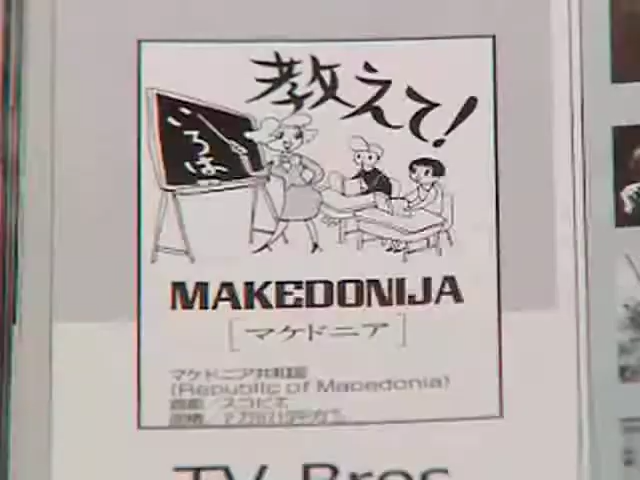 教えて!
いろは
MAKEDONIJA
[マケドニア]
マケドニア共和国
(Republic of Macedonia)
首都/スコピエ
TV Bros